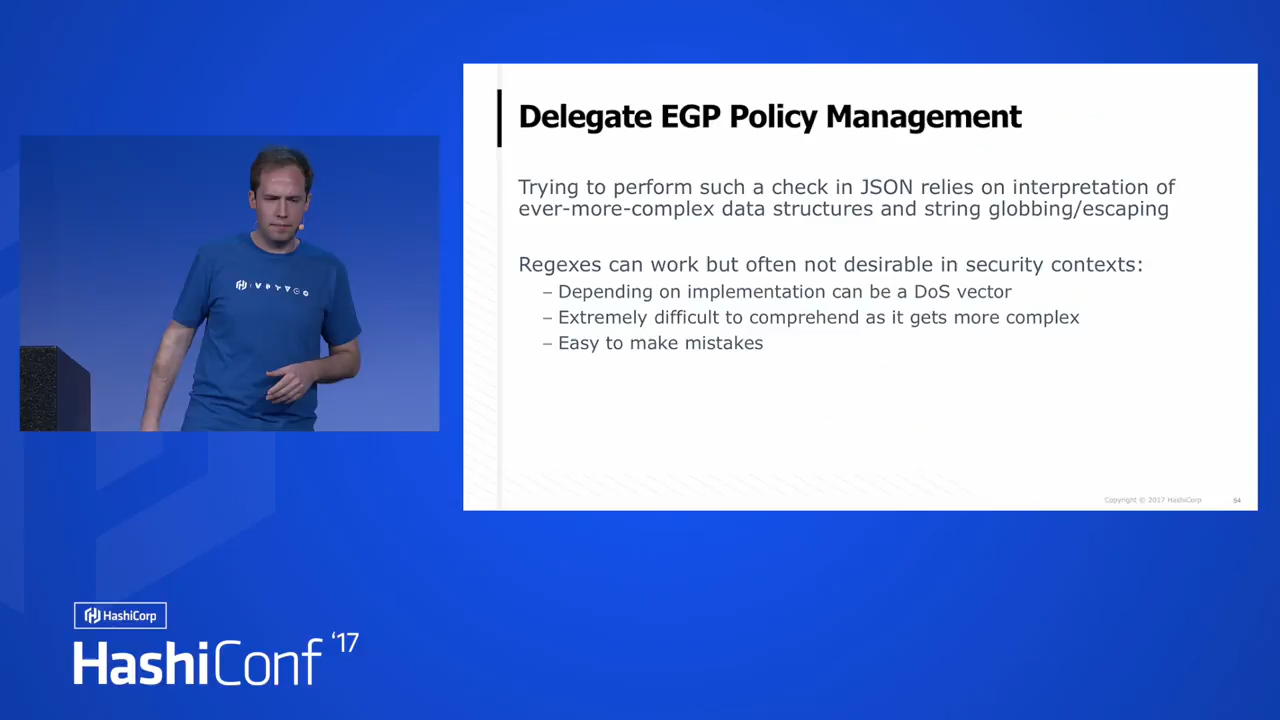 Delegate EGP Policy Management
Trying to perform such a check in JSON relies on interpretation of
ever-more-complex data structures and string globbing/escaping
Regexes can work but often not desirable in security contexts:
– Depending on implementation can be a DoS vector
– Extremely difficult to comprehend as it gets more complex
– Easy to make mistakes
Copyright © 2017 HashiCorp
54
HashiCorp
HashiConf '17